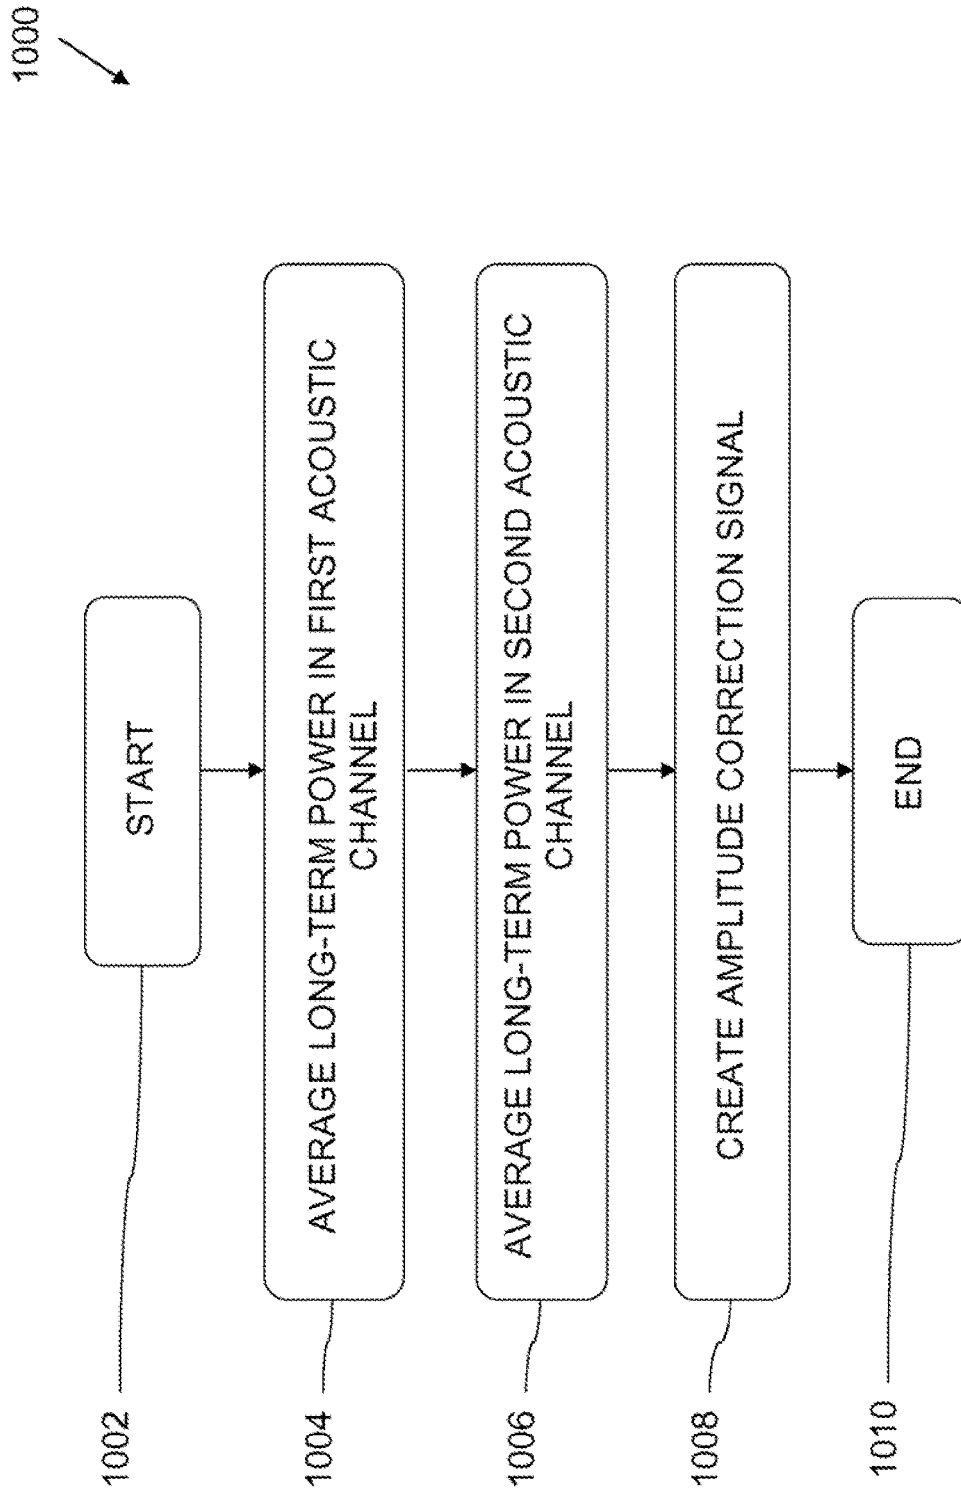 1000
1002
START
1004
AVERAGE LONG-TERM POWER IN FIRST ACOUSTIC
CHANNEL
1006
AVERAGE LONG-TERM POWER IN SECOND ACOUSTIC
CHANNEL
1008
CREATE AMPLITUDE CORRECTION SIGNAL
1010
END